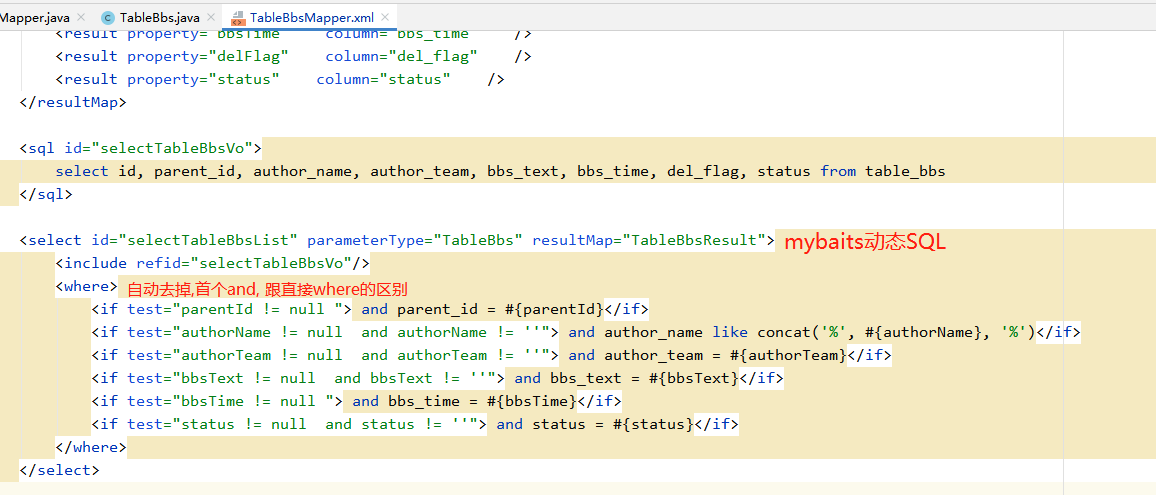 Mapper.java × TableBbs.java × TableBbsMapper.xml ×
<result property="bbsTime" column="bbs_time" />
<result property="delFlag" column="del_flag" />
<result property="status" column="status" />
</resultMap>
<sql id="selectTableBbsVo">
select id, parent_id, author_name, author_team, bbs_text, bbs_time, del_flag, status from table_bbs
</sql>
<select id="selectTableBbsList" parameterType="TableBbs" resultMap="TableBbsResult"> mybaits动态SQL
<include refid="selectTableBbsVo"/>
<where> 自动去掉,首个and, 跟直接where的区别
<if test="parentId != null "> and parent_id = #{parentId}</if>
<if test="authorName != null  and authorName != ''"> and author_name like concat('%', #{authorName}, '%')</if>
<if test="authorTeam != null  and authorTeam != ''"> and author_team = #{authorTeam}</if>
<if test="bbsText != null  and bbsText != ''"> and bbs_text = #{bbsText}</if>
<if test="bbsTime != null "> and bbs_time = #{bbsTime}</if>
<if test="status != null  and status != ''"> and status = #{status}</if>
</where>
</select>